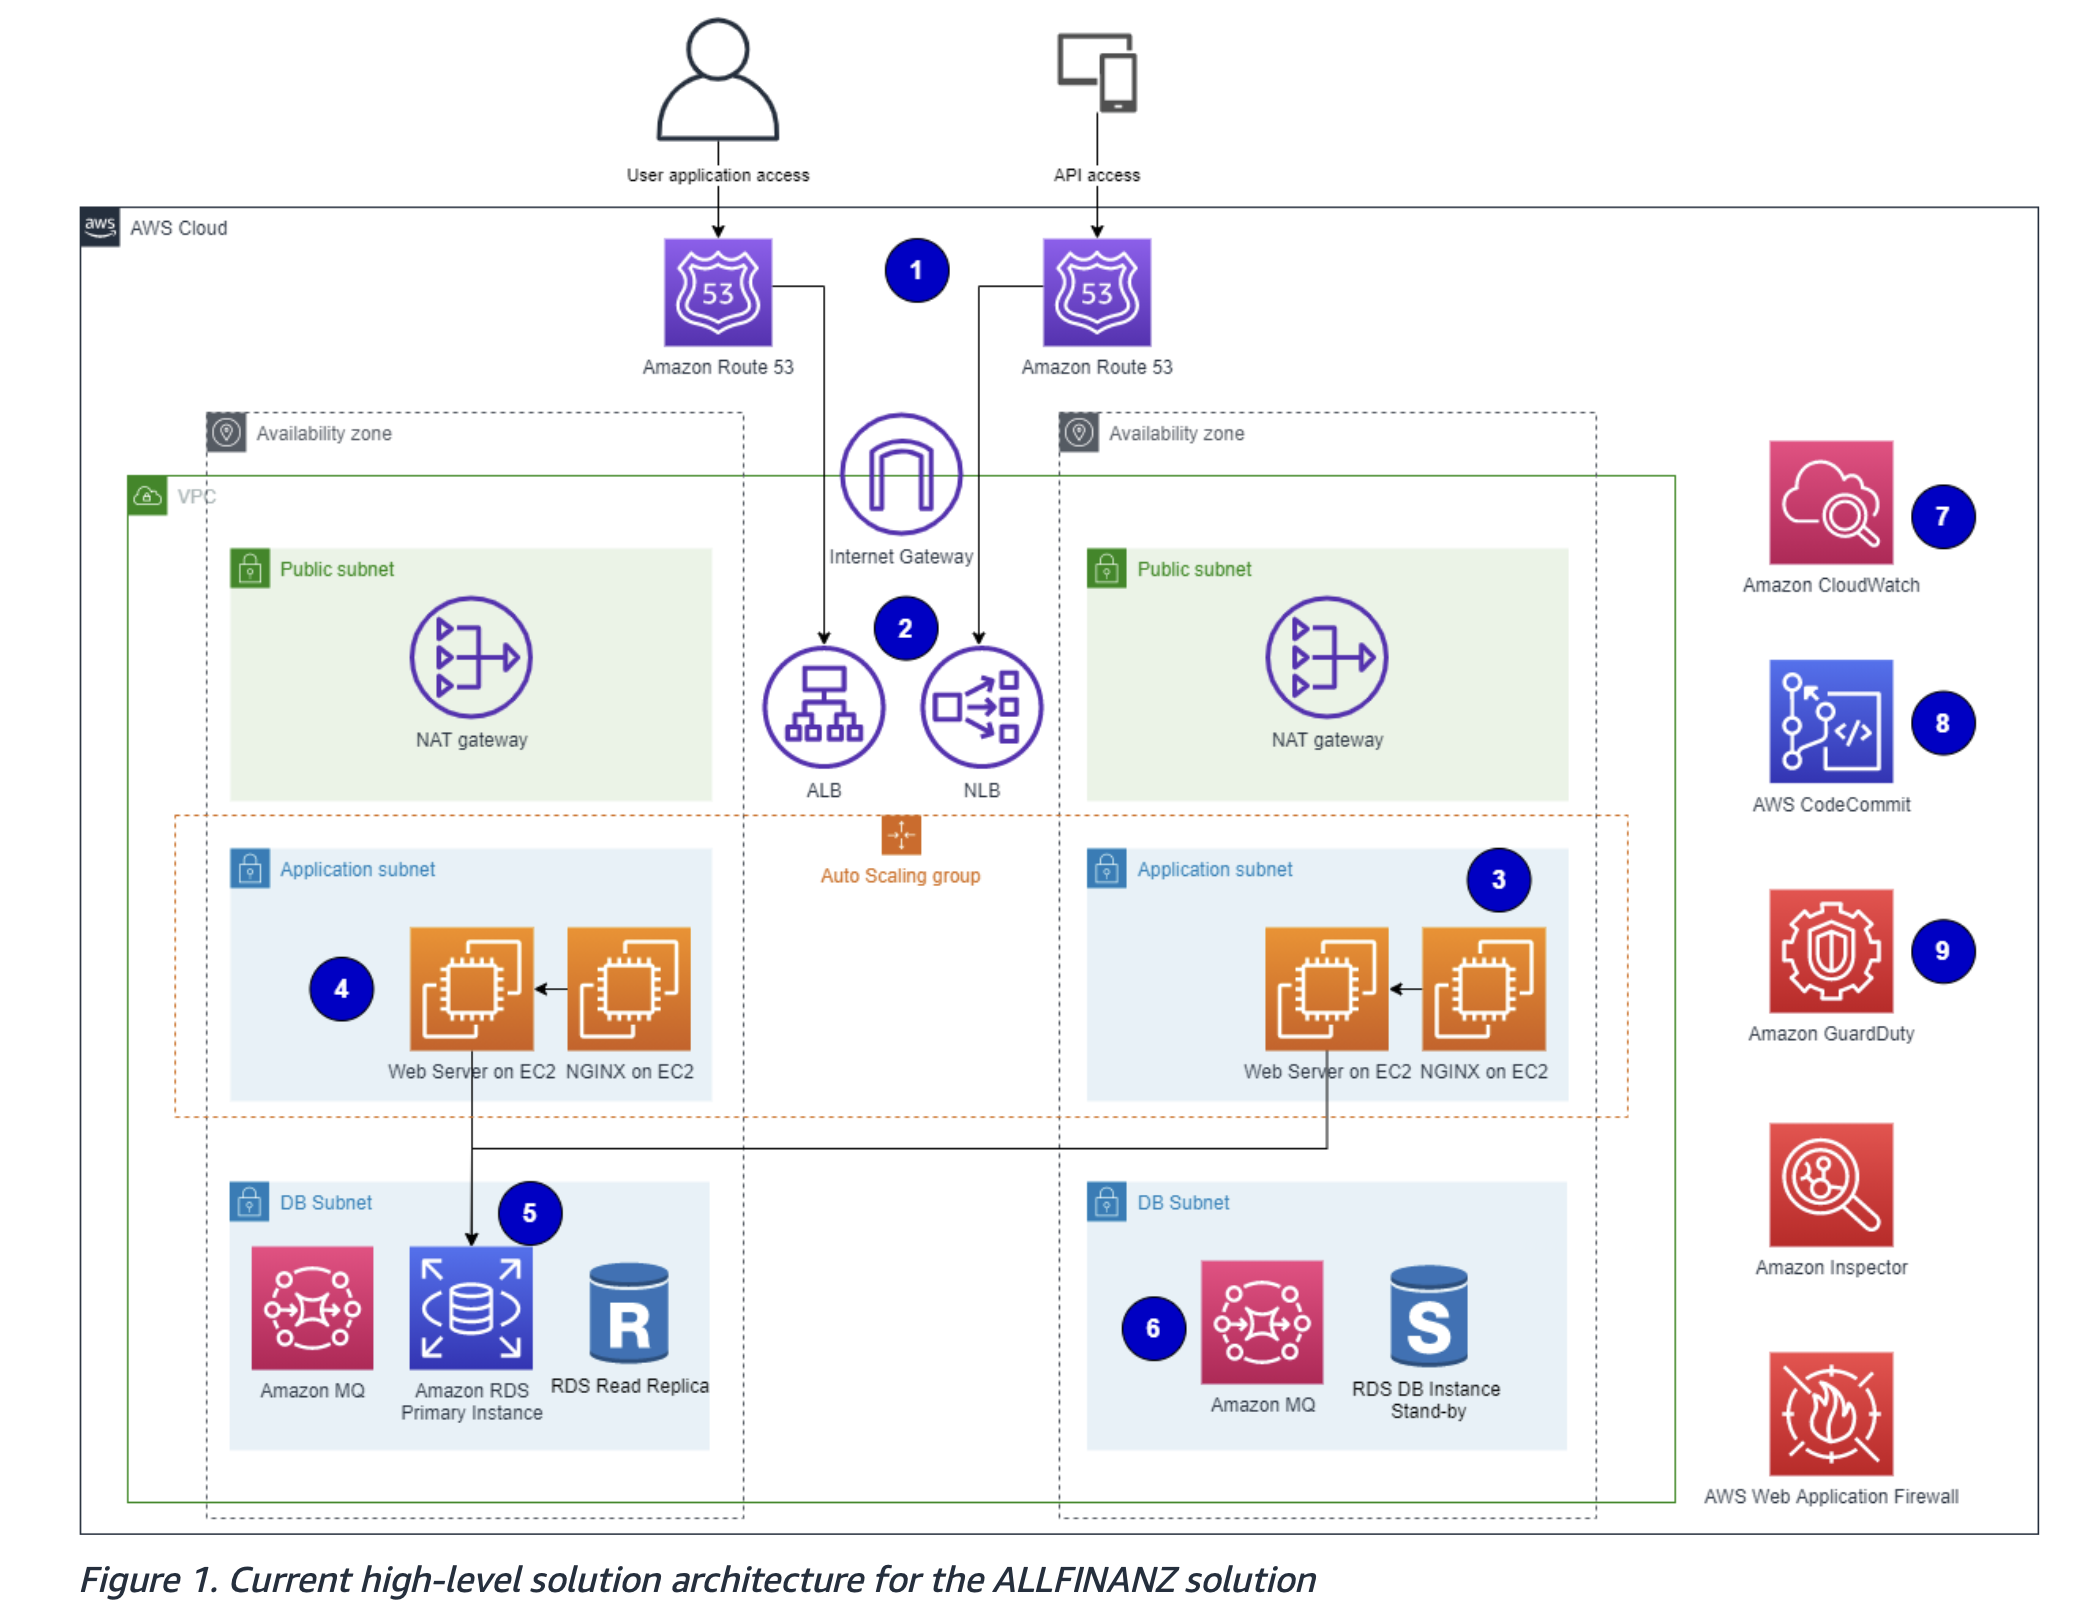 User application access
API access
aws
AWS Cloud
1
53
53
Amazon Route 53
Amazon Route 53
Availability zone
Availability zone
VPC
Internet Gateway
Public subnet
Public subnet
2
NAT gateway
NAT gateway
ALB
NLB
Auto Scaling group
Application subnet
Application subnet
3
4
Web Server on EC2
NGINX on EC2
Web Server on EC2
NGINX on EC2
DB Subnet
5
DB Subnet
R
6
S
Amazon MQ
Amazon RDS
Primary Instance
RDS Read Replica
Amazon MQ
RDS DB Instance
Stand-by
7
Amazon CloudWatch
</>
8
AWS CodeCommit
9
Amazon GuardDuty
Amazon Inspector
AWS Web Application Firewall
Figure 1. Current high-level solution architecture for the ALLFINANZ solution